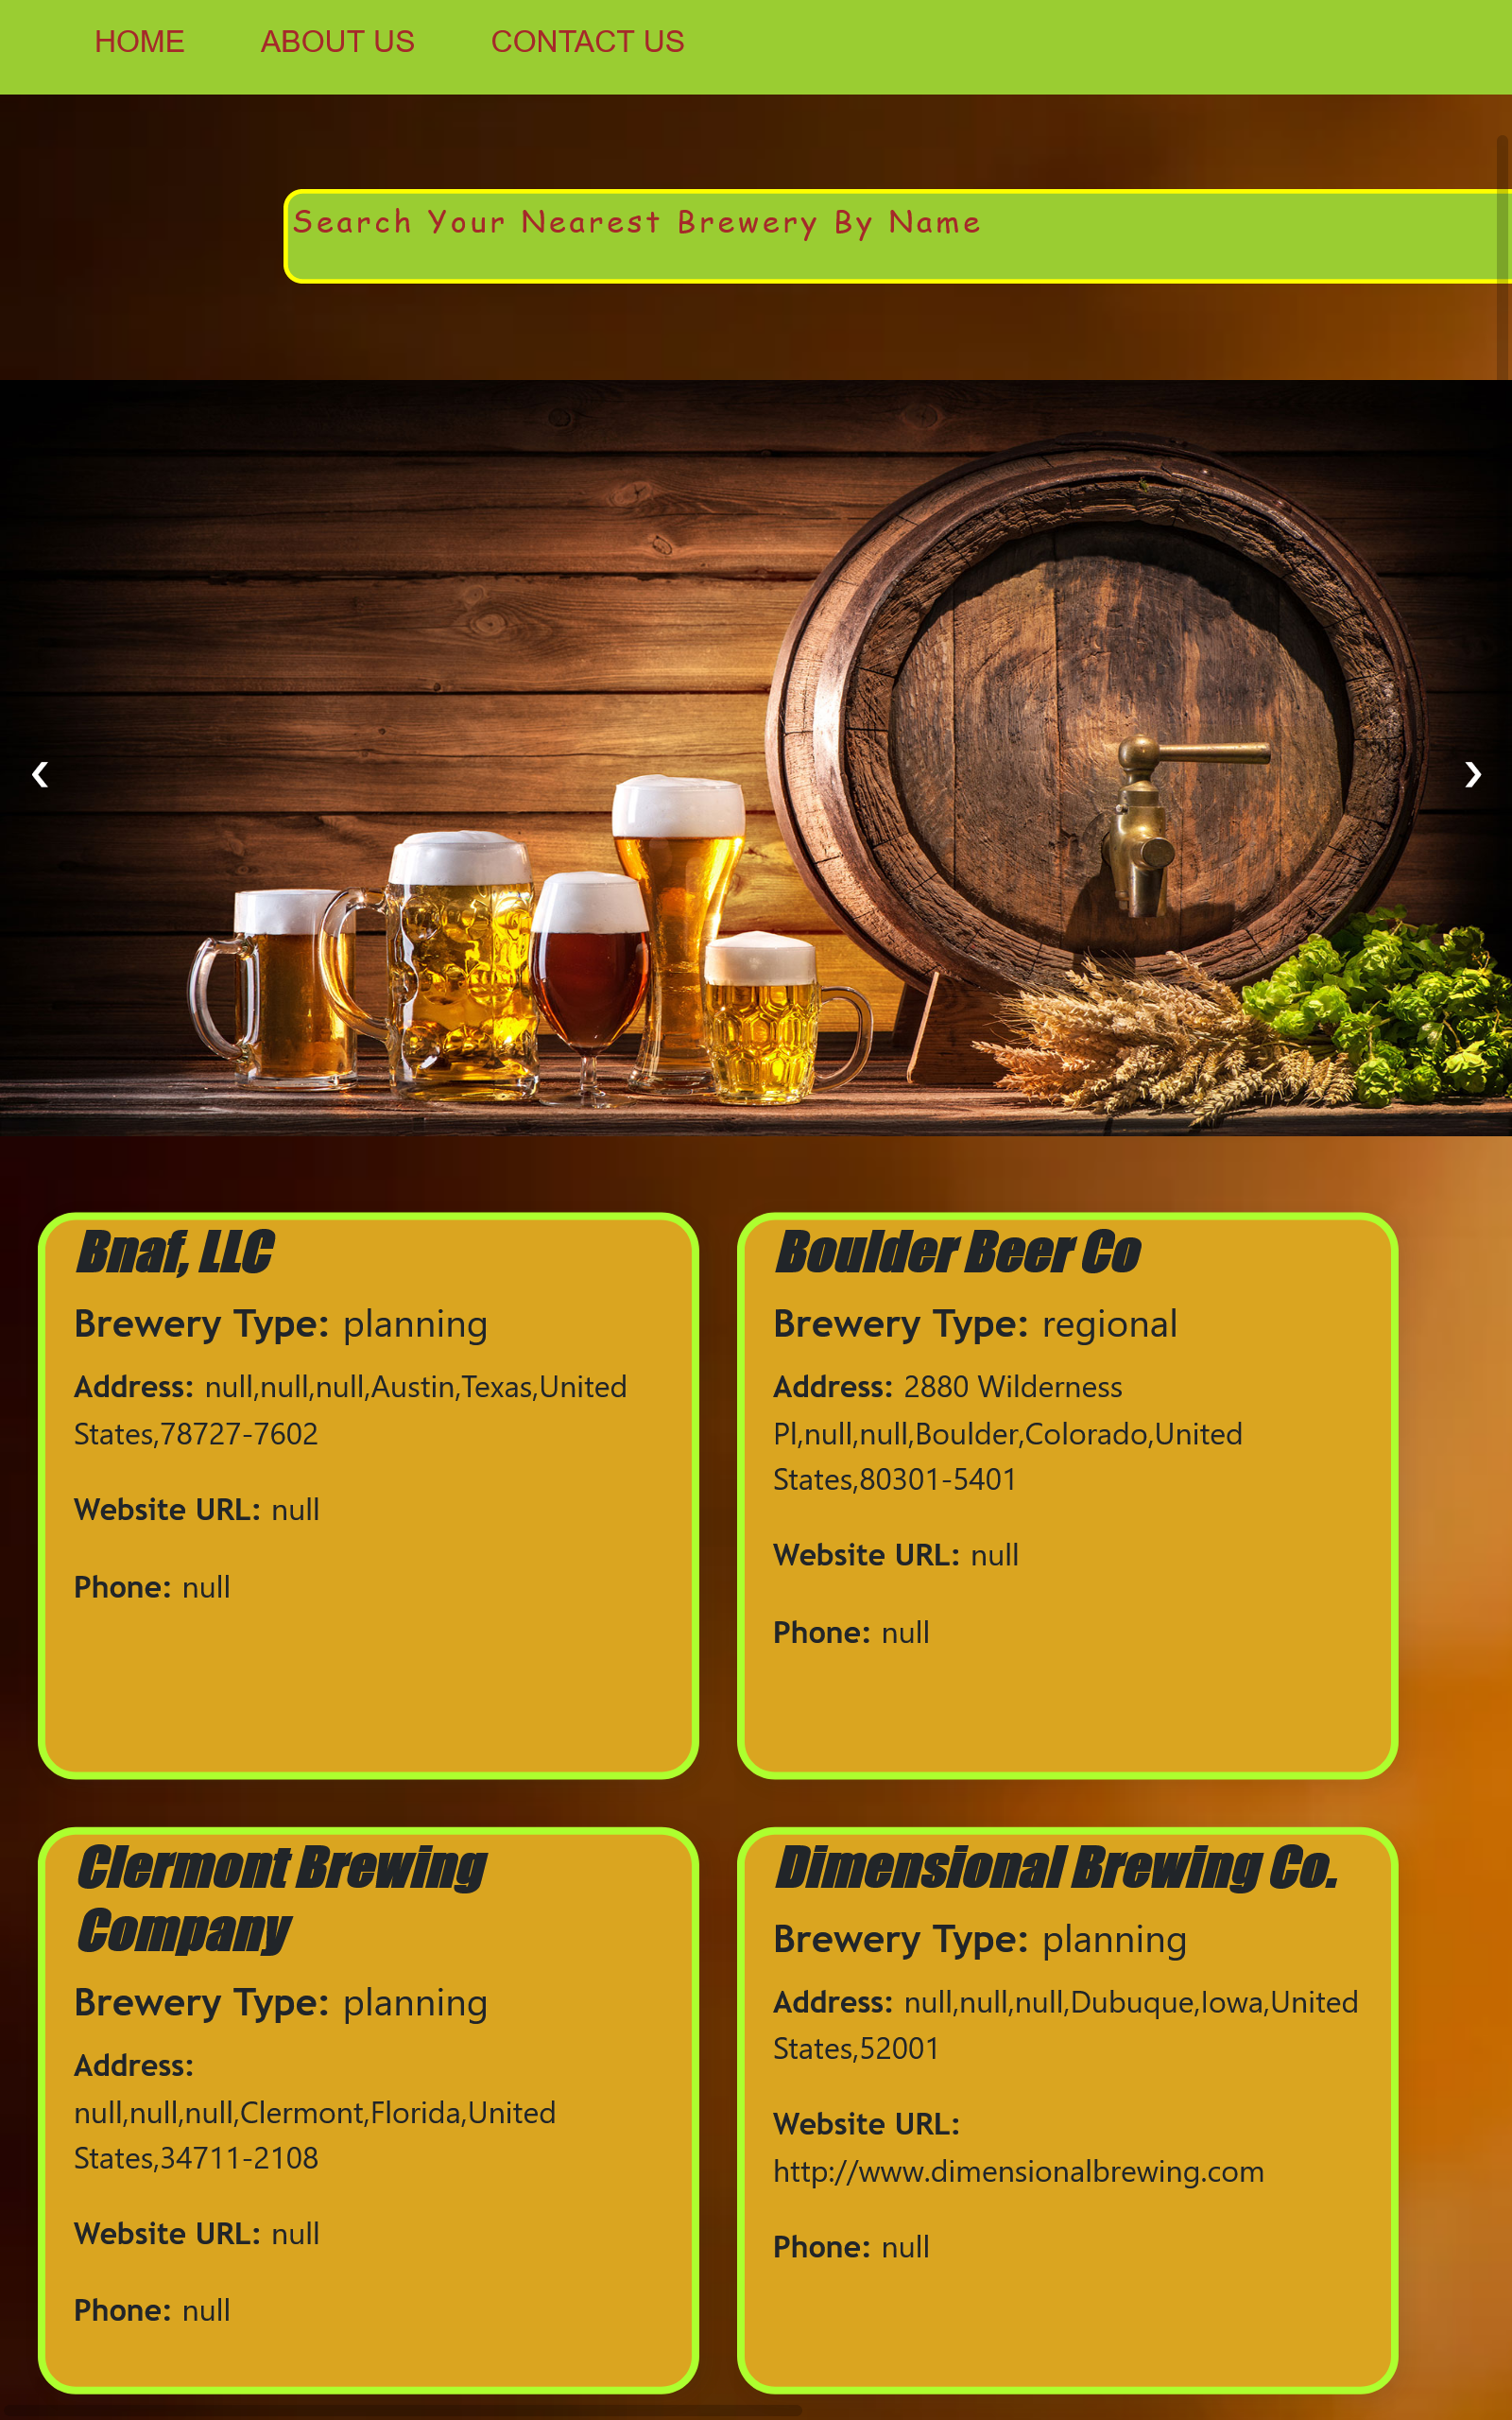 HOME ABOUT US CONTACT US
Search Your Nearest Brewery By Name
❮ ❯
Bnaf, LLC
Brewery Type: planning
Address: null,null,null,Austin,Texas,United
States,78727-7602
Website URL: null
Phone: null
Boulder Beer Co
Brewery Type: regional
Address: 2880 Wilderness
Pl,null,null,Boulder,Colorado,United
States,80301-5401
Website URL: null
Phone: null
Clermont Brewing
Company
Brewery Type: planning
Address:
null,null,null,Clermont,Florida,United
States,34711-2108
Website URL: null
Phone: null
Dimensional Brewing Co.
Brewery Type: planning
Address: null,null,null,Dubuque,Iowa,United
States,52001
Website URL:
http://www.dimensionalbrewing.com
Phone: null